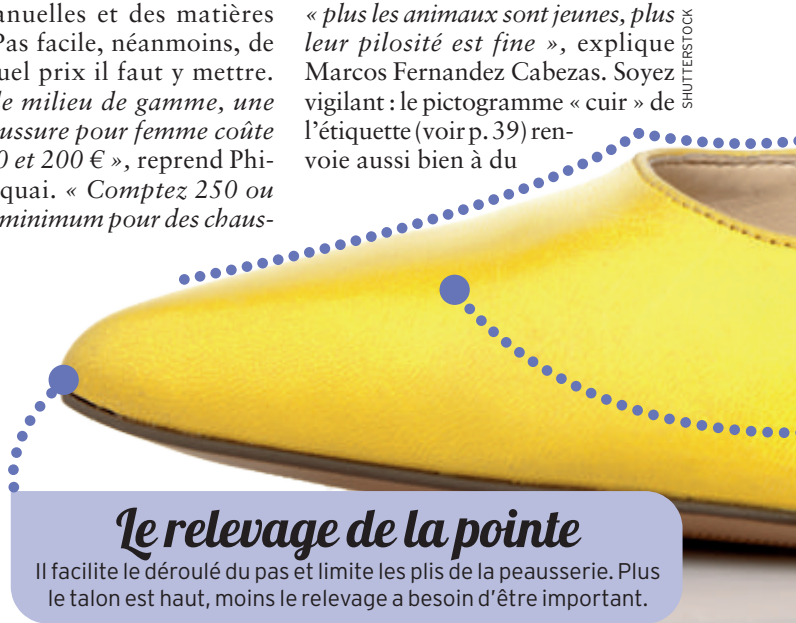 anuelles et des matières
Pas facile, néanmoins, de
uel prix il faut y mettre.
le milieu de gamme, une
aussure pour femme coûte
0 et 200 € », reprend Phi-
quai. « Comptez 250 ou
minimum pour des chaus-
« plus les animaux sont jeunes, plus
leur pilosité est fine », explique
Marcos Fernandez Cabezas. Soyez
vigilant : le pictogramme « cuir » de
l'étiquette (voir p. 39) ren-
voie aussi bien à du
SHUTTERSTOCK
Le relevage de la pointe
Il facilite le déroulé du pas et limite les plis de la peausserie. Plus
le talon est haut, moins le relevage a besoin d'être important.